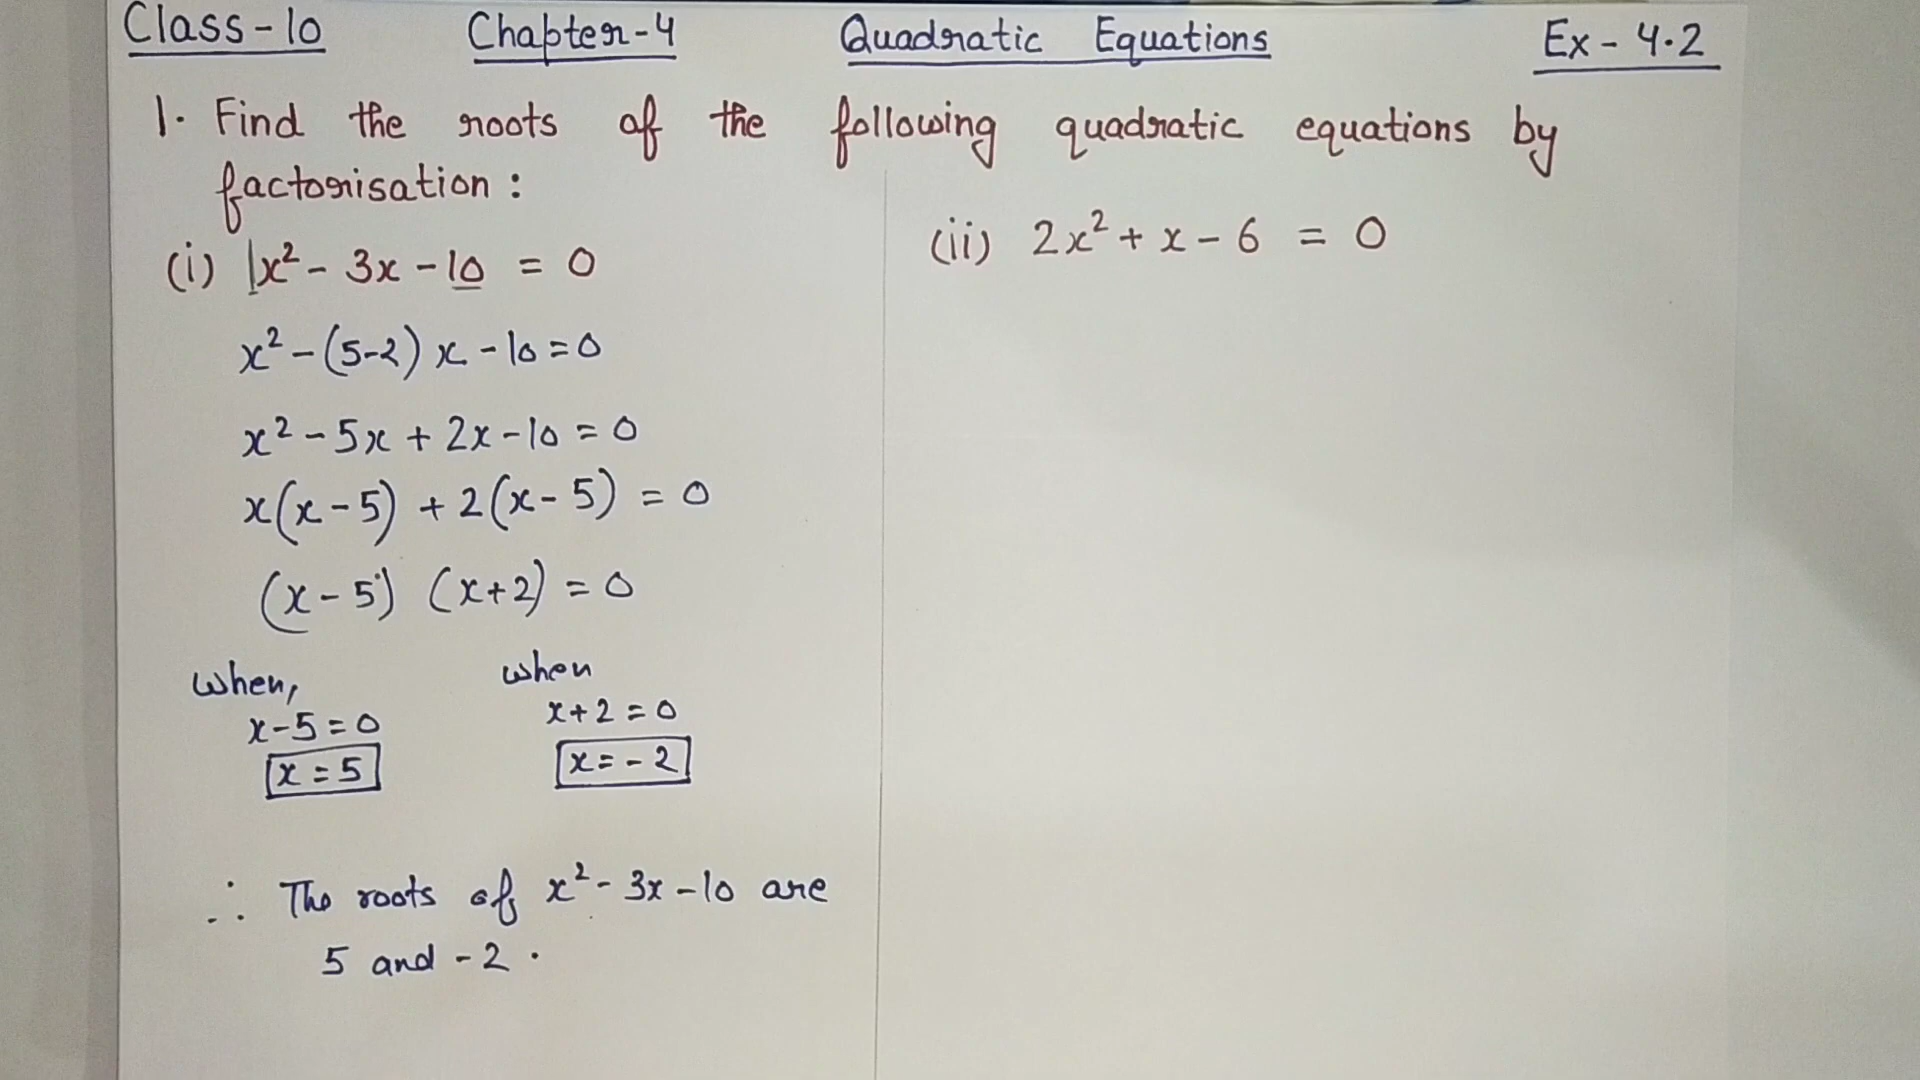 Class-10 Chapter-4 Quadratic Equations Ex-4.2
1. Find the roots of the following quadratic equations by
factorisation:
(i) 1x² - 3x - 10 = 0
x² - (5-2) x - 10 = 0
x² - 5x + 2x - 10 = 0
x(x - 5) + 2(x - 5) = 0
(x - 5) (x+2) = 0
when, when
x-5=0 x+2=0
x=5 x=-2
∴ The roots of x² - 3x - 10 are
5 and -2.
(ii) 2x² + x - 6 = 0